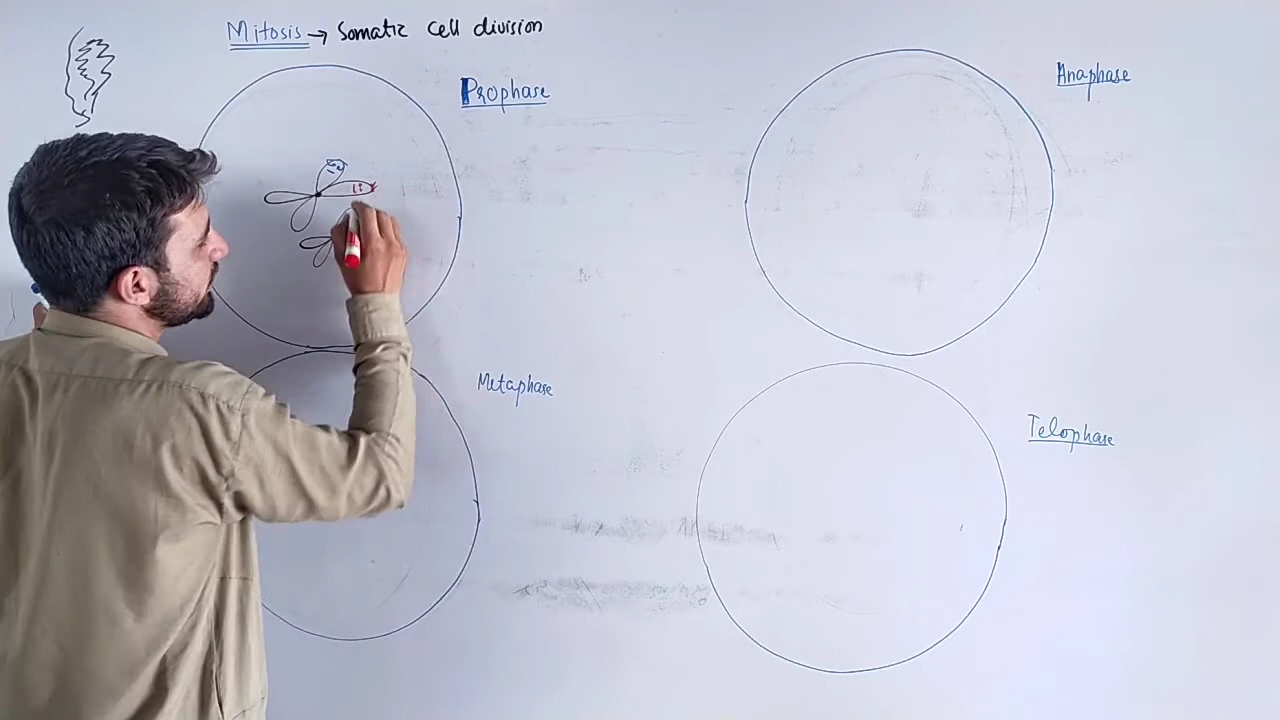 Mitosis → Somatic cell division
Prophase
Anaphase
Metaphase
Telophase